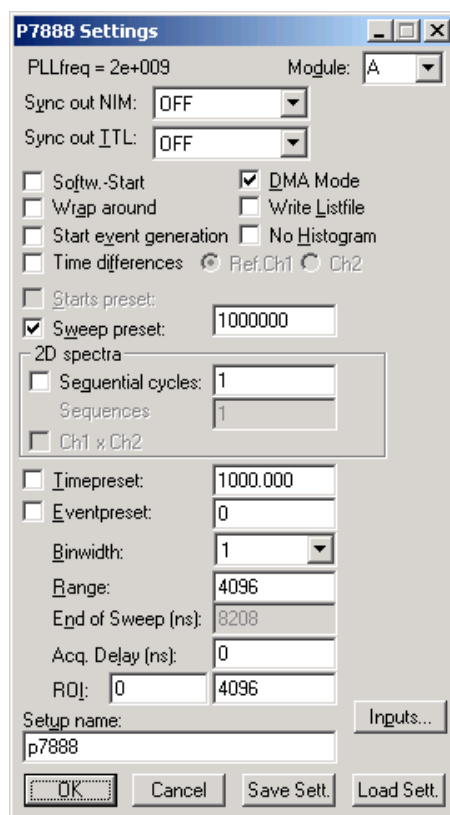 P7888 Settings
PLLfreq = 2e+009 Module: A
Sync out NIM: OFF
Sync out TTL: OFF
Softw.-Start DMA Mode
Wrap around Write Listfile
Start event generation No Histogram
Time differences Ref.Ch1 Ch2
Starts preset:
Sweep preset: 1000000
2D spectra
Sequential cycles: 1
Sequences 1
Ch1 x Ch2
Timepreset: 1000.000
Eventpreset: 0
Binwidth: 1
Range: 4096
End of Sweep (ns): 8208
Acq. Delay (ns): 0
ROI: 0 4096
Setup name: Inputs...
p7888
OK Cancel Save Sett. Load Sett.